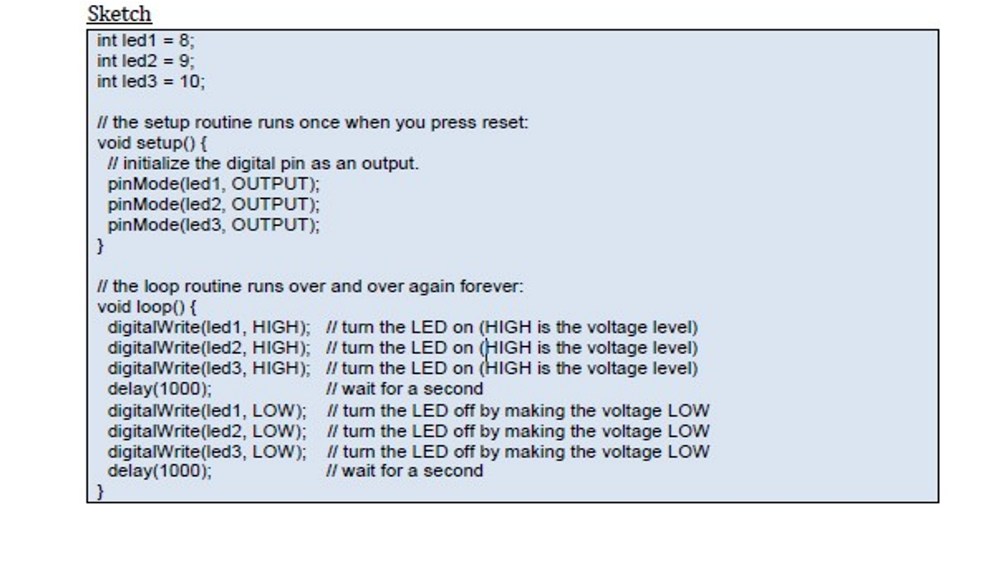 Sketch
int led1 = 8;
int led2 = 9;
int led3 = 10;
// the setup routine runs once when you press reset:
void setup() {
// initialize the digital pin as an output.
pinMode(led1, OUTPUT);
pinMode(led2, OUTPUT);
pinMode(led3, OUTPUT);
}
// the loop routine runs over and over again forever:
void loop() {
digitalWrite(led1, HIGH); // turn the LED on (HIGH is the voltage level)
digitalWrite(led2, HIGH); // turn the LED on (HIGH is the voltage level)
digitalWrite(led3, HIGH); // turn the LED on (HIGH is the voltage level)
delay(1000); // wait for a second
digitalWrite(led1, LOW); // turn the LED off by making the voltage LOW
digitalWrite(led2, LOW); // turn the LED off by making the voltage LOW
digitalWrite(led3, LOW); // turn the LED off by making the voltage LOW
delay(1000); // wait for a second
}